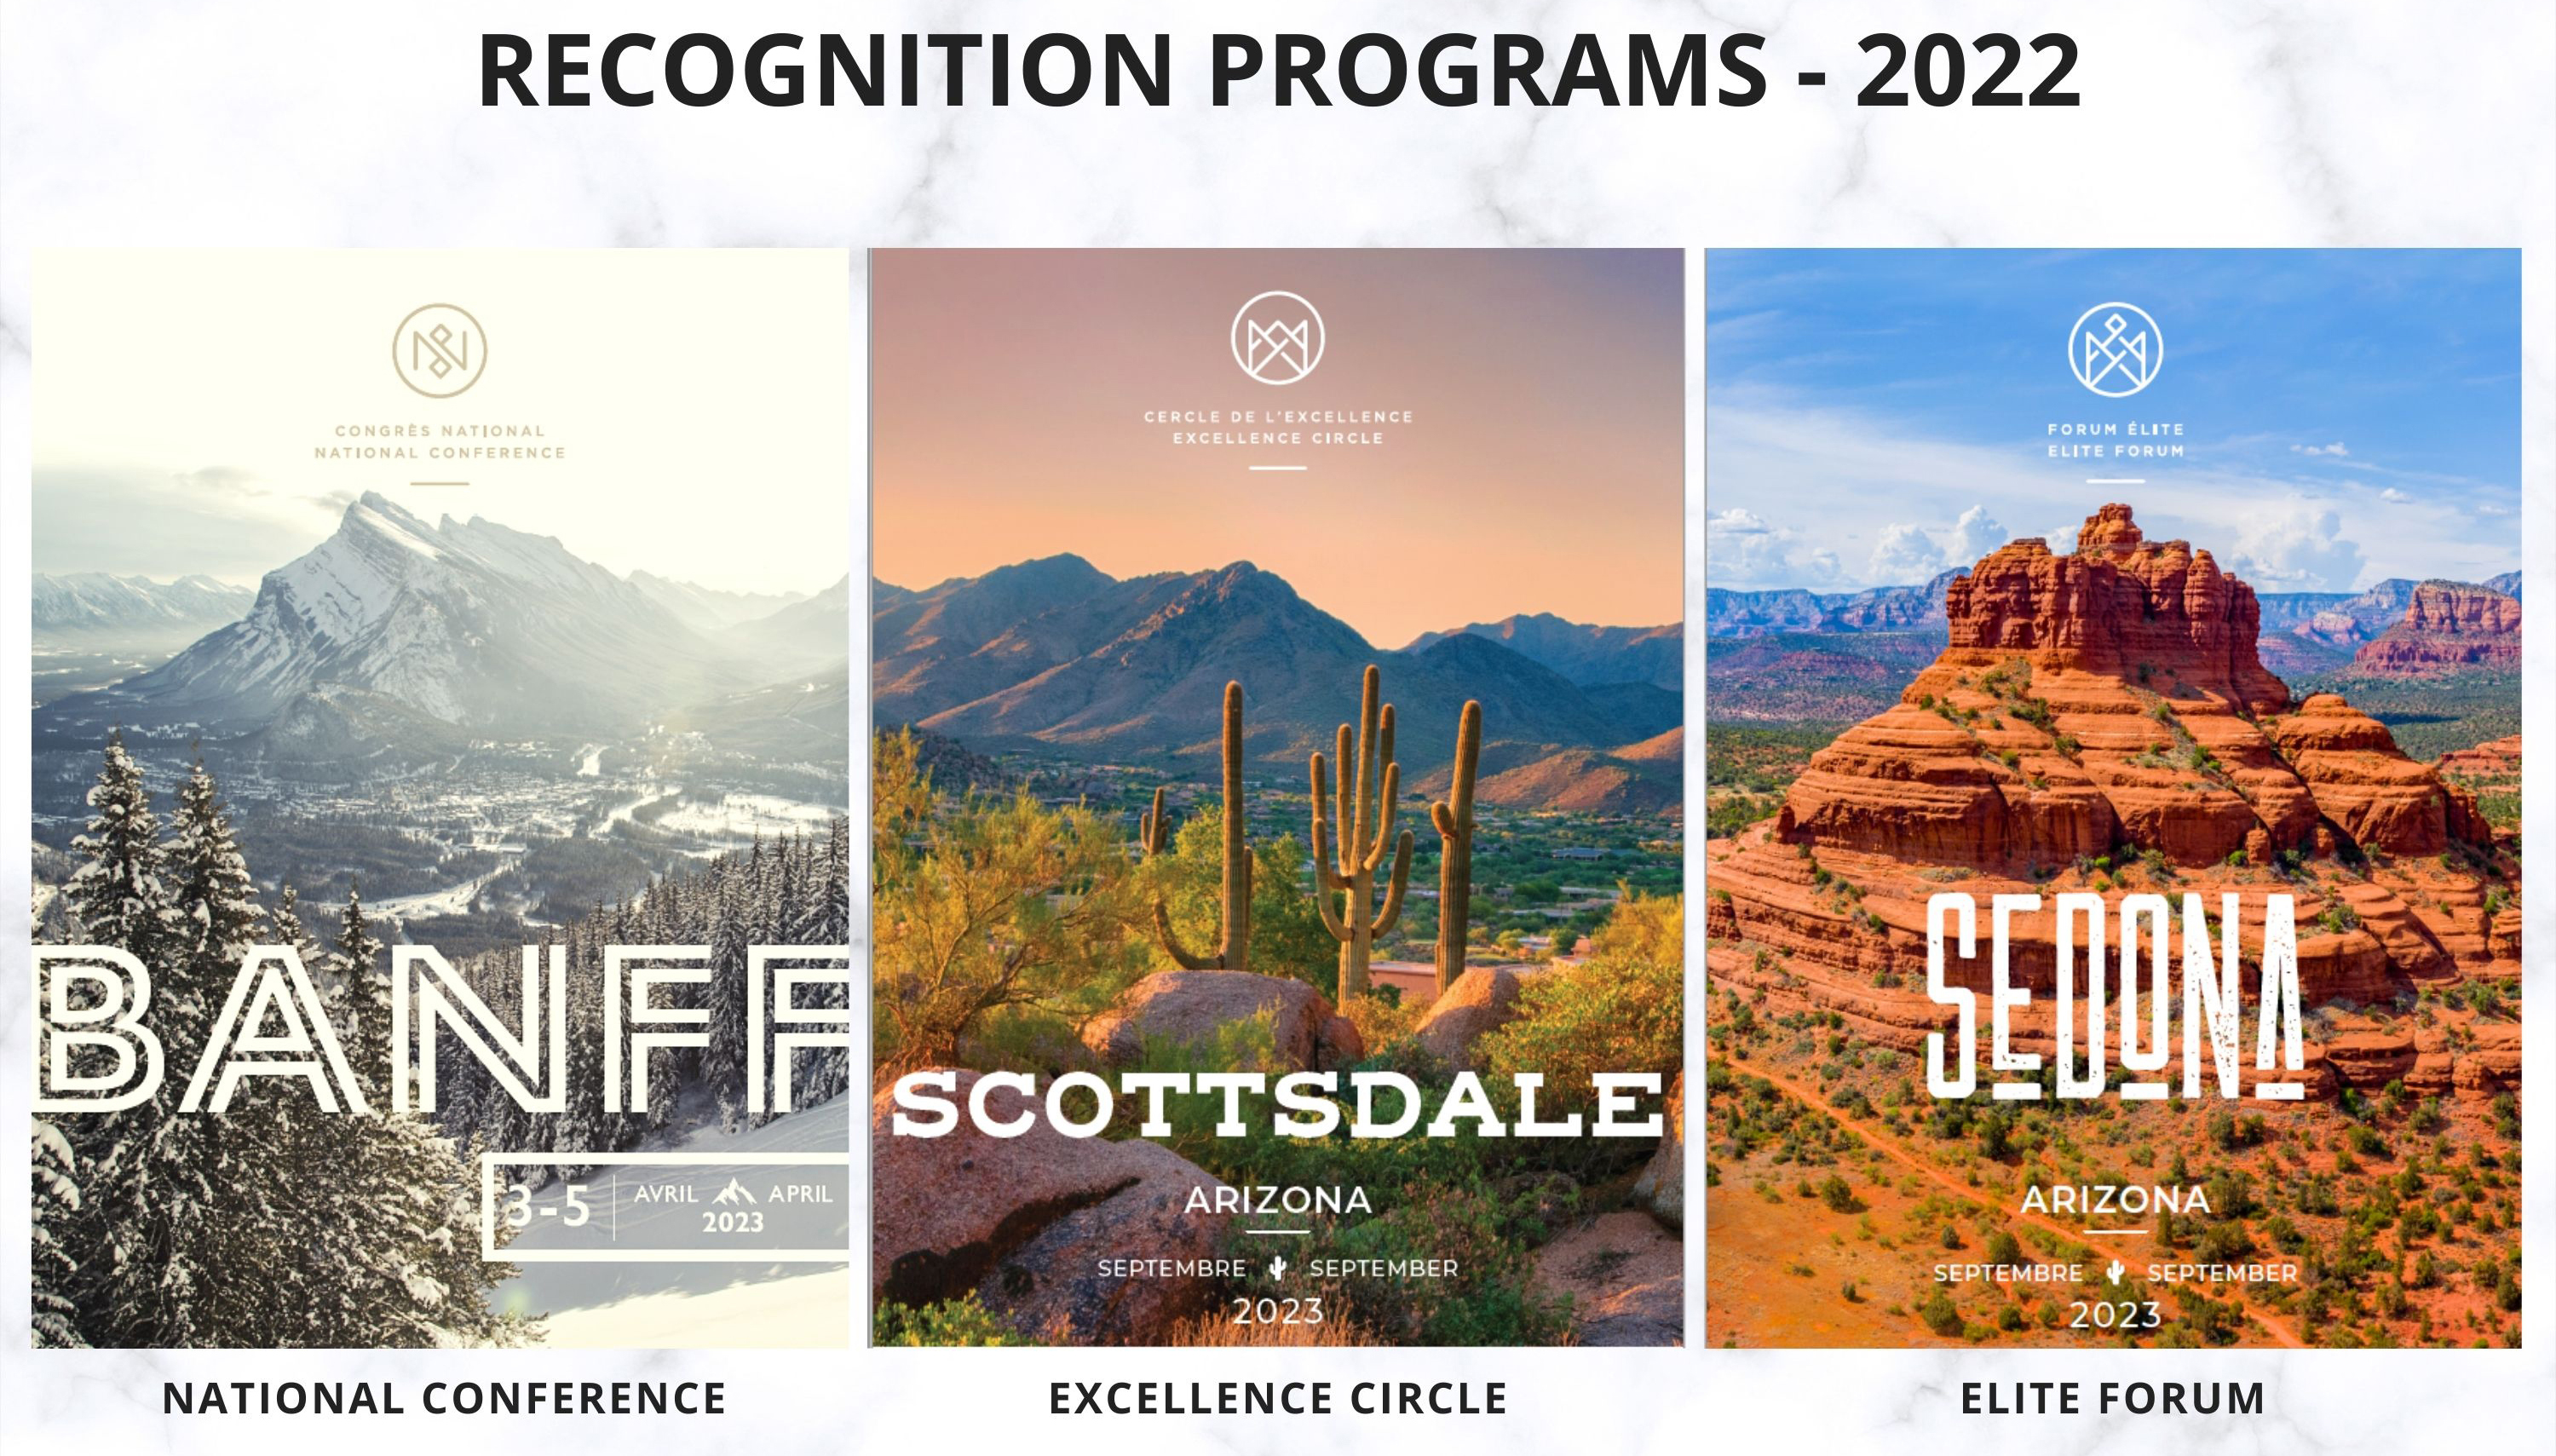 RECOGNITION PROGRAMS - 2022
CONGRÈS NATIONAL
NATIONAL CONFERENCE
BANFF
3-5
AVRIL APRIL
2023
NATIONAL CONFERENCE
CERCLE DE L'EXCELLENCE
EXCELLENCE CIRCLE
SCOTTSDALE
ARIZONA
SEPTEMBRE SEPTEMBER
2023
EXCELLENCE CIRCLE
FORUM ÉLITE
ELITE FORUM
SEDONA
ARIZONA
SEPTEMBRE SEPTEMBER
2023
ELITE FORUM